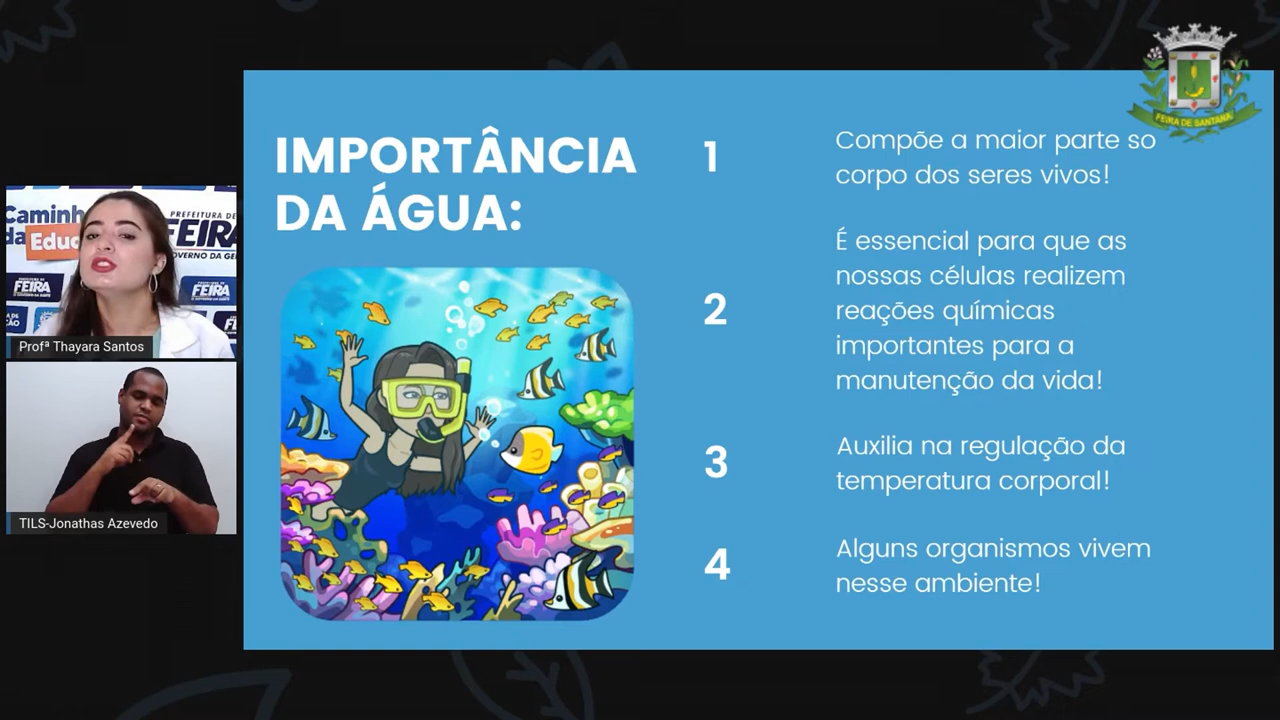 IMPORTÂNCIA
DA ÁGUA:
1
Compõe a maior parte so
corpo dos seres vivos!
2
É essencial para que as
nossas células realizem
reações químicas
importantes para a
manutenção da vida!
3
Auxilia na regulação da
temperatura corporal!
4
Alguns organismos vivem
nesse ambiente!
FEIRA DE SANTANA
Caminh
da Educ
PREFEITURA DE
FEIRA
GOVERNO DA GE
FEIRA
FEIRA
Profª Thayara Santos
TILS-Jonathas Azevedo